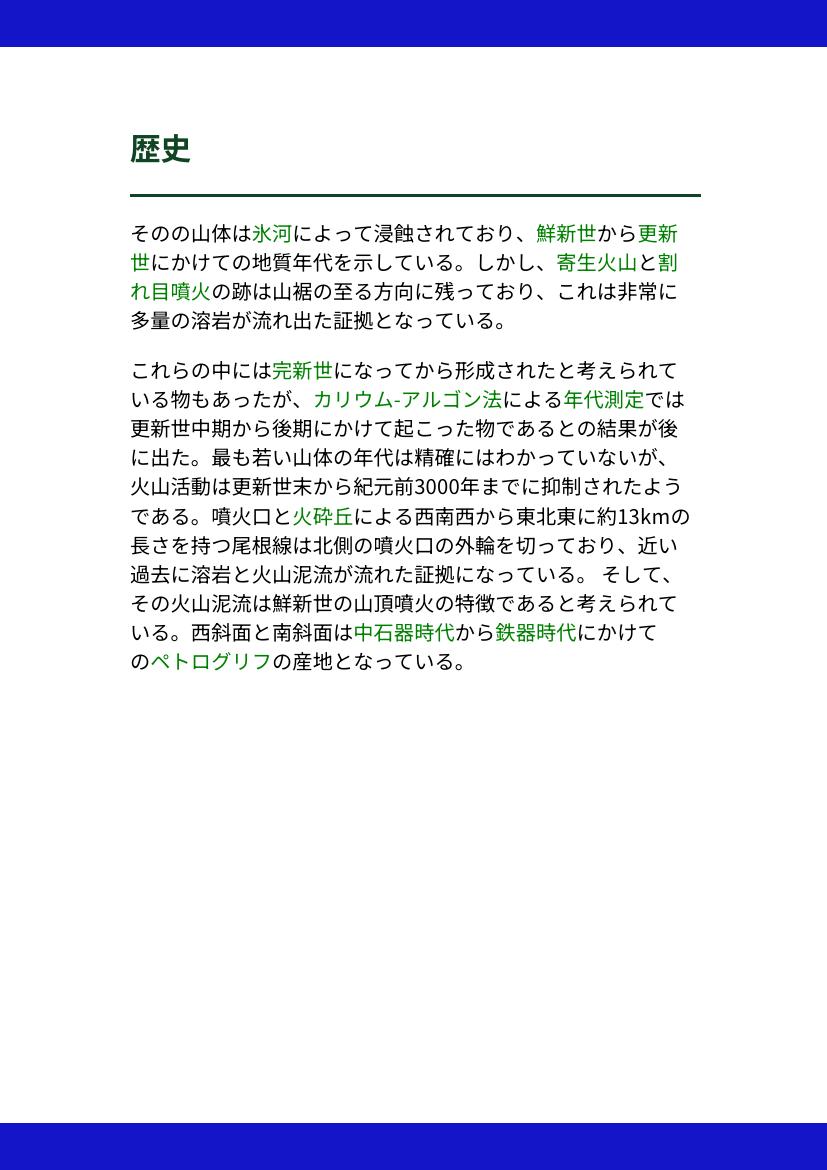 歴史
そのの山体は氷河によって浸蝕されており、鮮新世から更新
世にかけての地質年代を示している。しかし、寄生火山と割
れ目噴火の跡は山裾の至る方向に残っており、これは非常に
多量の溶岩が流れ出た証拠となっている。
これらの中には完新世になってから形成されたと考えられて
いる物もあったが、カリウム-アルゴン法による年代測定では
更新世中期から後期にかけて起こった物であるとの結果が後
に出た。最も若い山体の年代は精確にはわかっていないが、
火山活動は更新世末から紀元前3000年までに抑制されたよう
である。噴火口と火砕丘による西南西から東北東に約13kmの
長さを持つ尾根線は北側の噴火口の外輪を切っており、近い
過去に溶岩と火山泥流が流れた証拠になっている。 そして、
その火山泥流は鮮新世の山頂噴火の特徴であると考えられて
いる。西斜面と南斜面は中石器時代から鉄器時代にかけて
のペトログリフの産地となっている。